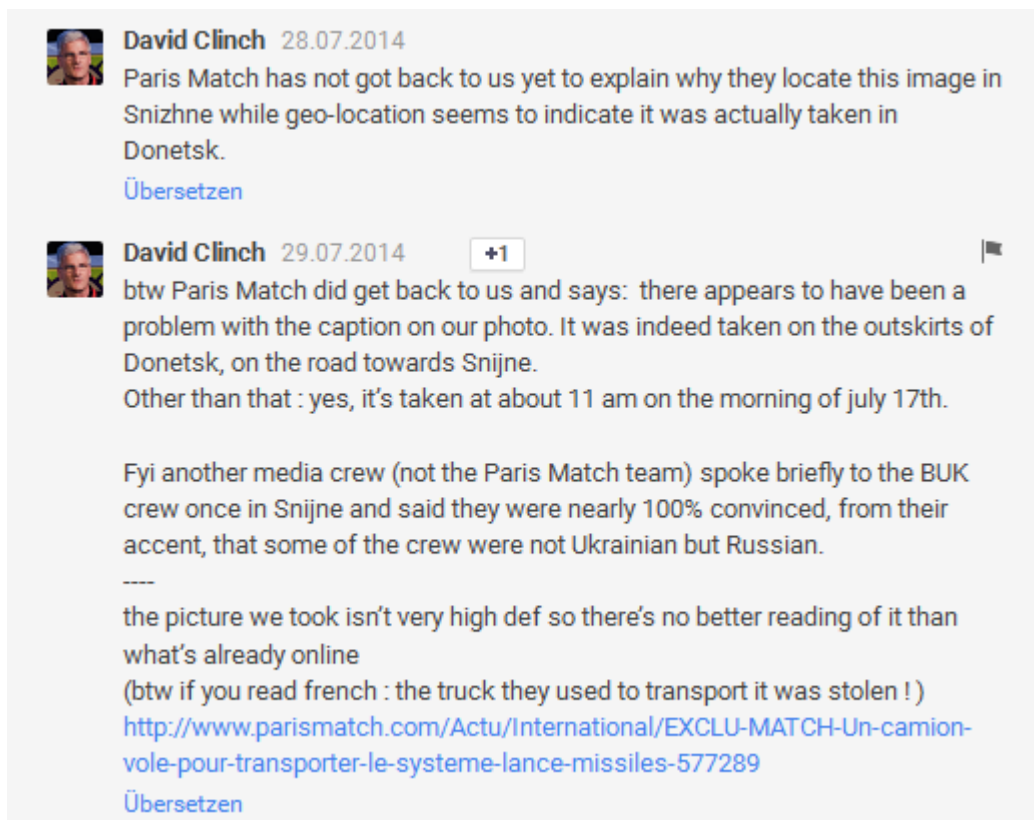 David Clinch 28.07.2014
Paris Match has not got back to us yet to explain why they locate this image in
Snizhne while geo-location seems to indicate it was actually taken in
Donetsk.
Übersetzen
David Clinch 29.07.2014 +1
btw Paris Match did get back to us and says:  there appears to have been a
problem with the caption on our photo. It was indeed taken on the outskirts of
Donetsk, on the road towards Snijne.
Other than that : yes, it’s taken at about 11 am on the morning of july 17th.
Fyi another media crew (not the Paris Match team) spoke briefly to the BUK
crew once in Snijne and said they were nearly 100% convinced, from their
accent, that some of the crew were not Ukrainian but Russian.
----
the picture we took isn’t very high def so there’s no better reading of it than
what’s already online
(btw if you read french : the truck they used to transport it was stolen ! )
http://www.parismatch.com/Actu/International/EXCLU-MATCH-Un-camion-
vole-pour-transporter-le-systeme-lance-missiles-577289
Übersetzen